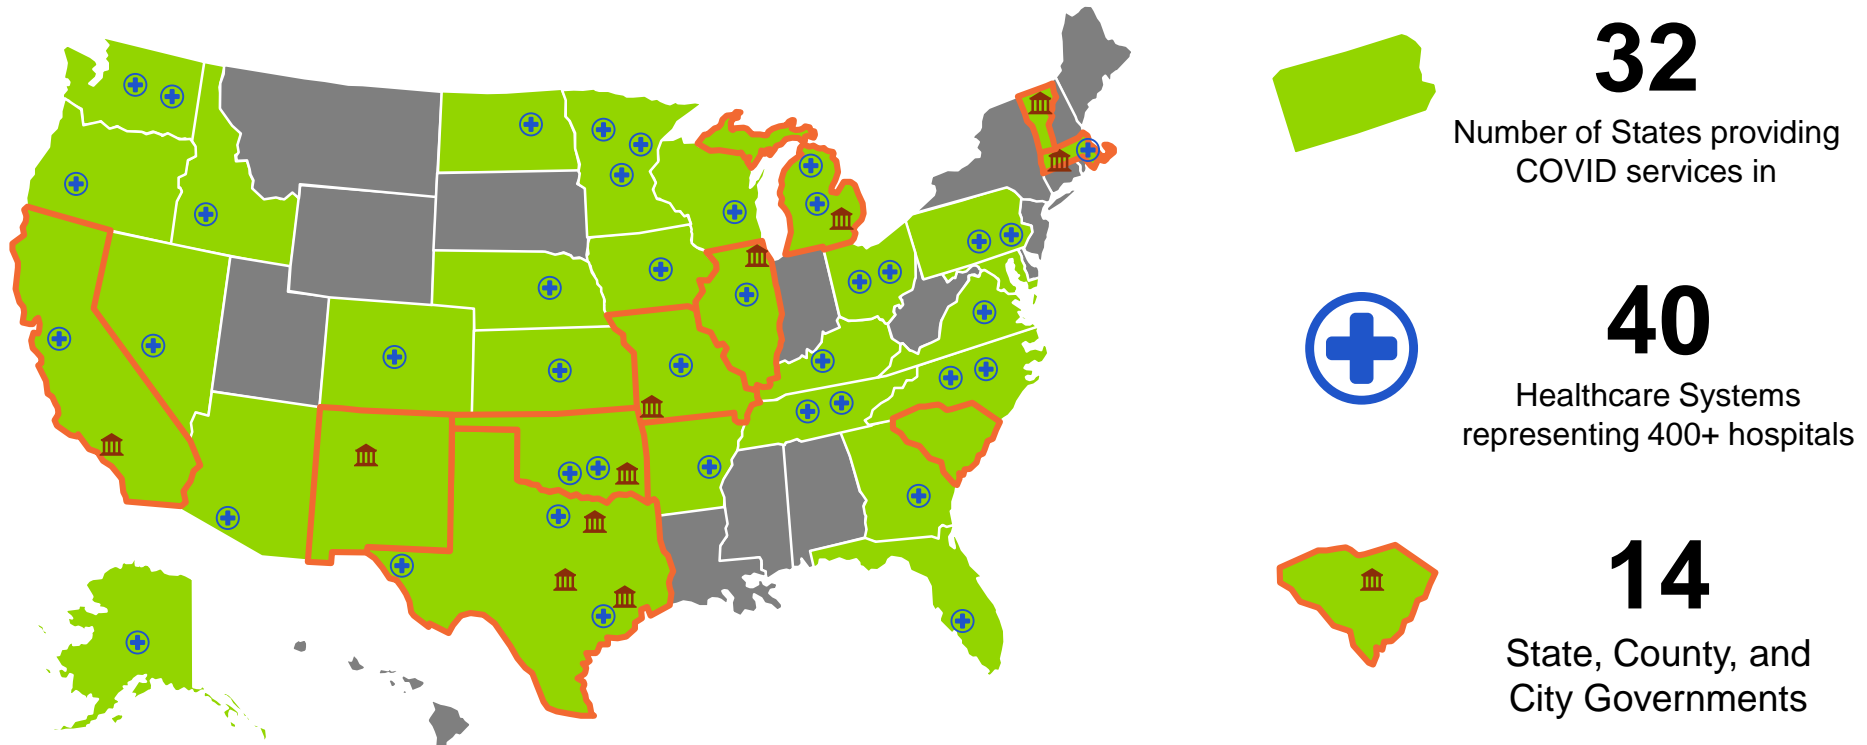 32
Number of States providing
COVID services in
40
Healthcare Systems
representing 400+ hospitals
14
State, County, and
City Governments